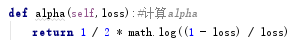 def alpha(self,loss):#计算alpha
    return 1 / 2 * math.log((1 - loss) / loss)